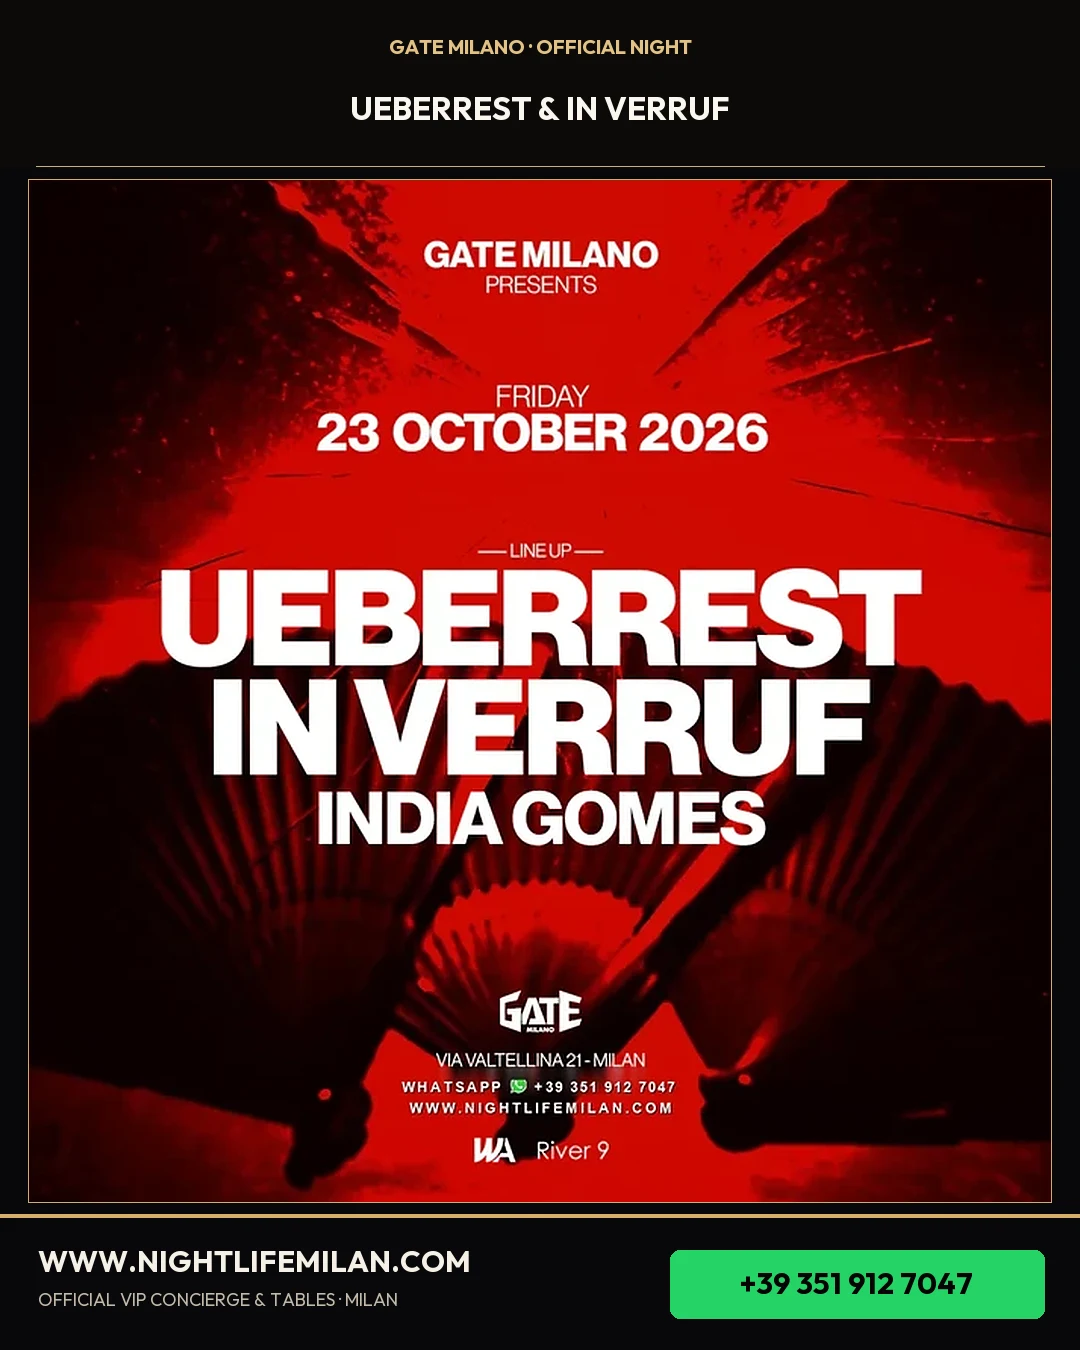 GATE MILANO · OFFICIAL NIGHT
UEBERREST & IN VERRUF
GATE MILANO
PRESENTS
FRIDAY
23 OCTOBER 2026
LINE UP
UEBERREST
IN VERRUF
INDIA GOMES
GATE
MILANO
VIA VALTELLINA 21 - MILAN
WHATSAPP +39 351 912 7047
WWW.NIGHTLIFEMILAN.COM
WA River 9
WWW.NIGHTLIFEMILAN.COM
OFFICIAL VIP CONCIERGE & TABLES · MILAN
+39 351 912 7047